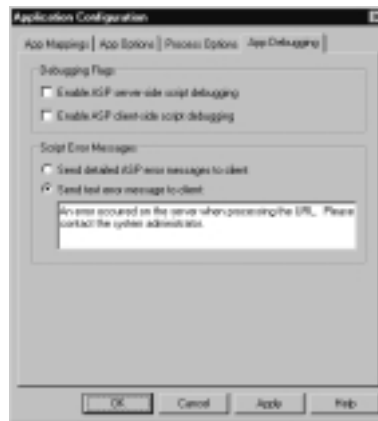 Application Configuration
App Mappings App Options Process Options App Debugging
Debugging Flags
Enable ASP server-side script debugging
Enable ASP client-side script debugging
Script Error Messages
Send detailed ASP error messages to client
Send text error message to client:
An error occurred on the server when processing the URL. Please
contact the system administrator.
OK Cancel Apply Help